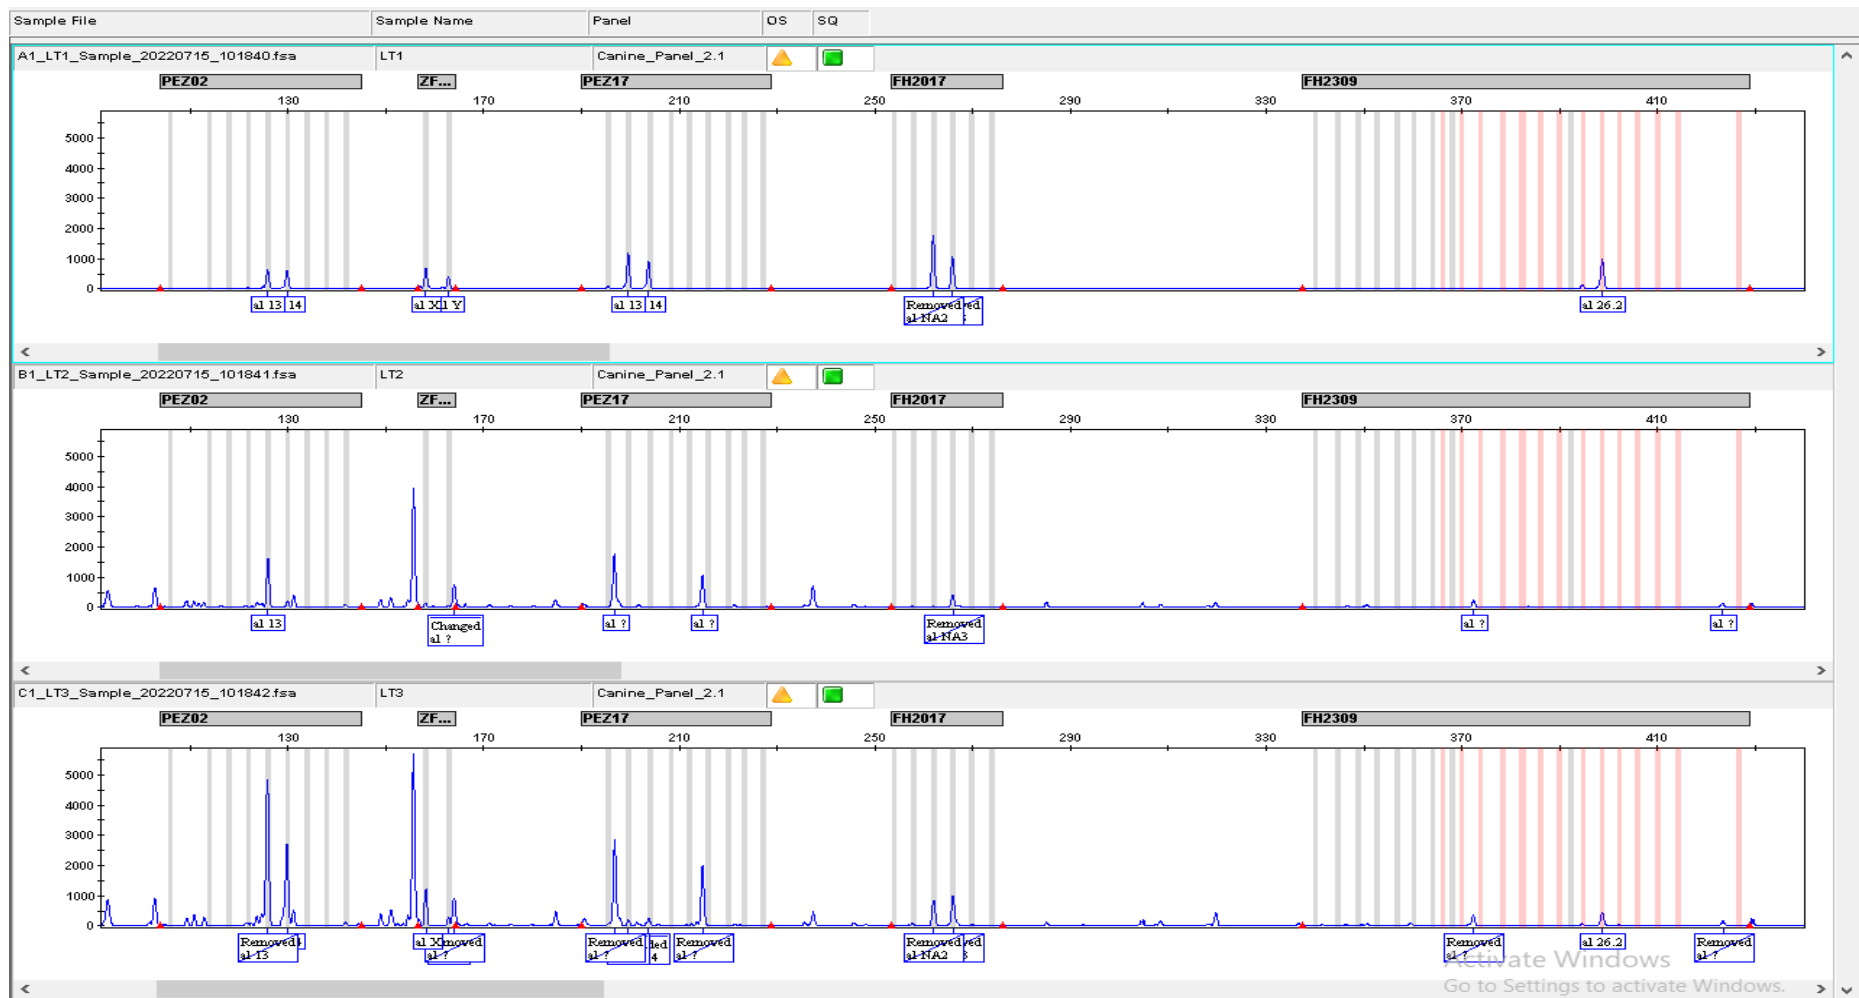 Sample File Sample Name Panel OS SQ
A1_LT1_Sample_20220715_101840.fsa LT1 Canine_Panel_2.1
PEZ02 ZF... PEZ17 FH2017 FH2309
130 170 210 250 290 330 370 410
5000
4000
3000
2000
1000
0
al 13 14 al X l Y al 13 14 Removed al NA2 al 26.2
B1_LT2_Sample_20220715_101841.fsa LT2 Canine_Panel_2.1
PEZ02 ZF... PEZ17 FH2017 FH2309
130 170 210 250 290 330 370 410
5000
4000
3000
2000
1000
0
al 13 Changed al ? al ? al ? Removed al NA3 al ? al ?
C1_LT3_Sample_20220715_101842.fsa LT3 Canine_Panel_2.1
PEZ02 ZF... PEZ17 FH2017 FH2309
130 170 210 250 290 330 370 410
5000
4000
3000
2000
1000
0
Removed al X moved Removed led Removed Removed Removed al 26.2 Removed
al 13 al ? al ? 4 al ? al NA2 al ? al ?
Activate Windows
Go to Settings to activate Windows.